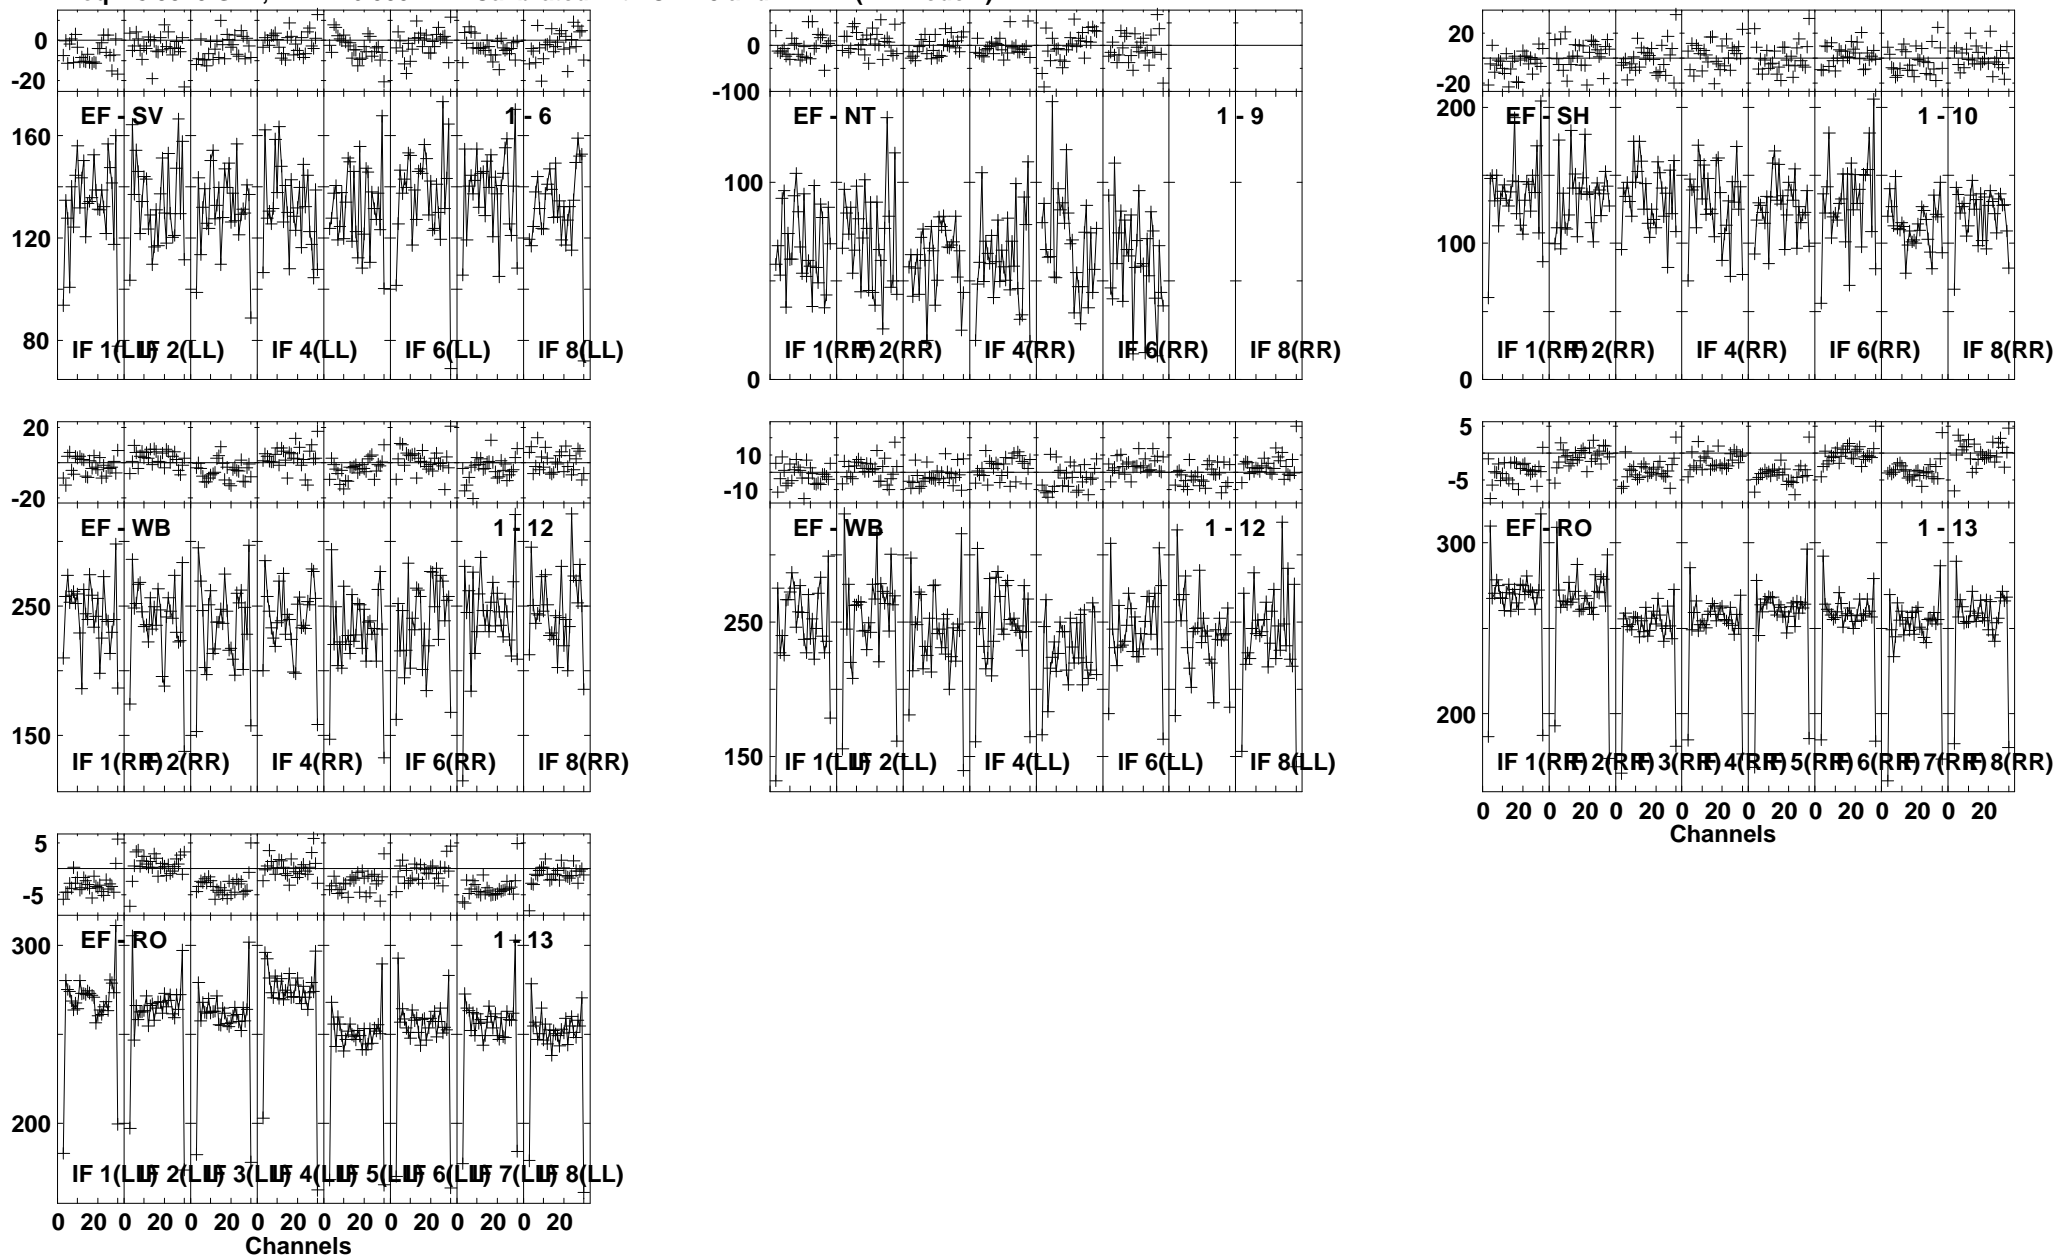 0
-20
EF - SV
1 - 6
160
120
80
IF 1(LL)
IF 2(LL)
IF 4(LL)
IF 6(LL)
IF 8(LL)
0
-100
EF - NT
1 - 9
100
0
IF 1(RR)
IF 2(RR)
IF 4(RR)
IF 6(RR)
IF 8(RR)
20
0
-20
EF - SH
1 - 10
200
100
0
IF 1(RR)
IF 2(RR)
IF 4(RR)
IF 6(RR)
IF 8(RR)
20
-20
EF - WB
1 - 12
250
150
IF 1(RR)
IF 2(RR)
IF 4(RR)
IF 6(RR)
IF 8(RR)
10
-10
EF - WB
1 - 12
250
150
IF 1(LL)
IF 2(LL)
IF 4(LL)
IF 6(LL)
IF 8(LL)
5
-5
EF - RO
1 - 13
300
200
IF 1(RR)
IF 2(RR)
IF 3(RR)
IF 4(RR)
IF 5(RR)
IF 6(RR)
IF 7(RR)
IF 8(RR)
0 20 0 20 0 20 0 20 0 20 0 20 0 20 0 20
Channels
5
-5
EF - RO
1 - 13
300
200
IF 1(LL)
IF 2(LL)
IF 3(LL)
IF 4(LL)
IF 5(LL)
IF 6(LL)
IF 7(LL)
IF 8(LL)
0 20 0 20 0 20 0 20 0 20 0 20 0 20 0 20
Channels